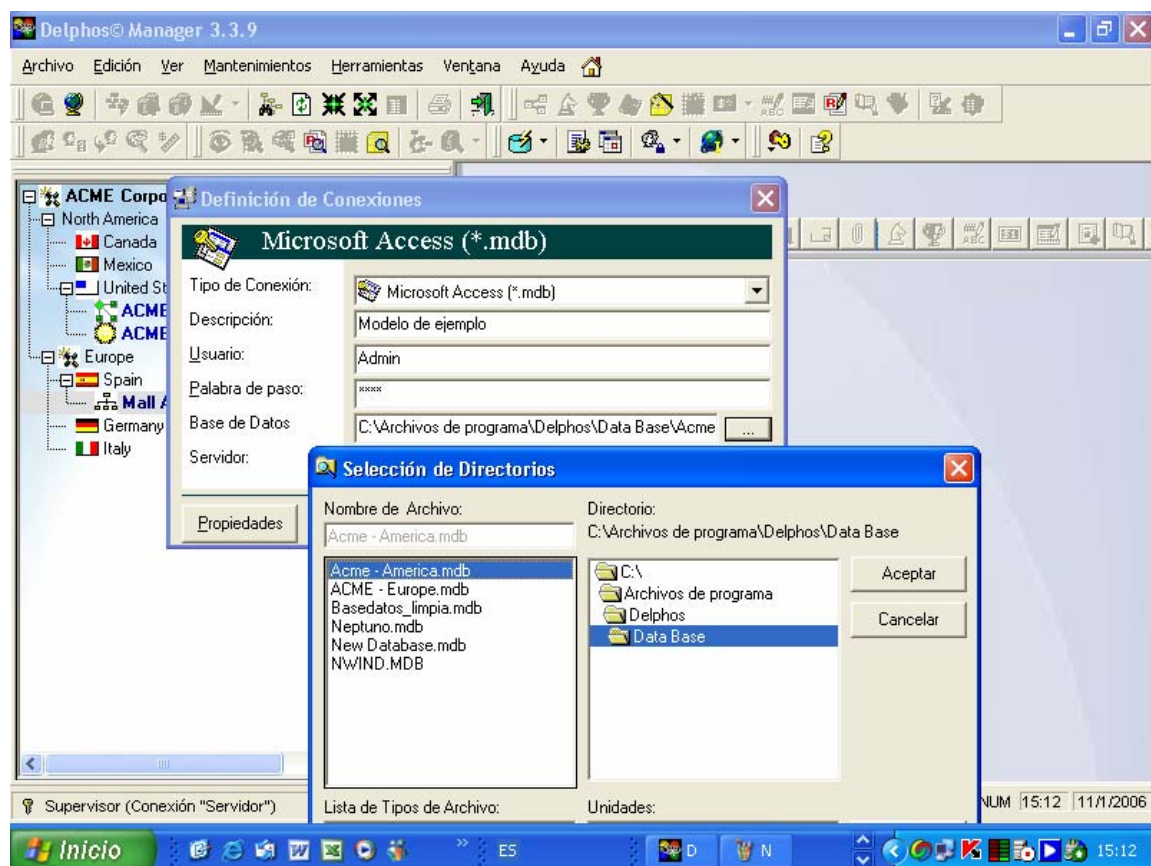 Delphos© Manager 3.3.9
Archivo Edición Ver Mantenimientos Herramientas Ventana Ayuda
ACME Corpo
North America
Canada
Mexico
United St
ACME
ACME
Europe
Spain
Mall A
Germany
Italy
Definición de Conexiones
Microsoft Access (*.mdb)
Tipo de Conexión:
Microsoft Access (*.mdb)
Descripción:
Modelo de ejemplo
Usuario:
Admin
Palabra de paso:
****
Base de Datos
C:\Archivos de programa\Delphos\Data Base\Acme
...
Servidor:
Propiedades
Selección de Directorios
Nombre de Archivo:
Acme - America.mdb
Acme - America.mdb
ACME - Europe.mdb
Basedatos_limpia.mdb
Neptuno.mdb
New Database.mdb
NWIND.MDB
Directorio:
C:\Archivos de programa\Delphos\Data Base
C:\
Archivos de programa
Delphos
Data Base
Aceptar
Cancelar
Lista de Tipos de Archivo:
Unidades:
Supervisor (Conexión "Servidor")
NUM 15:12 11/1/2006
Inicio
ES
D
N
15:12